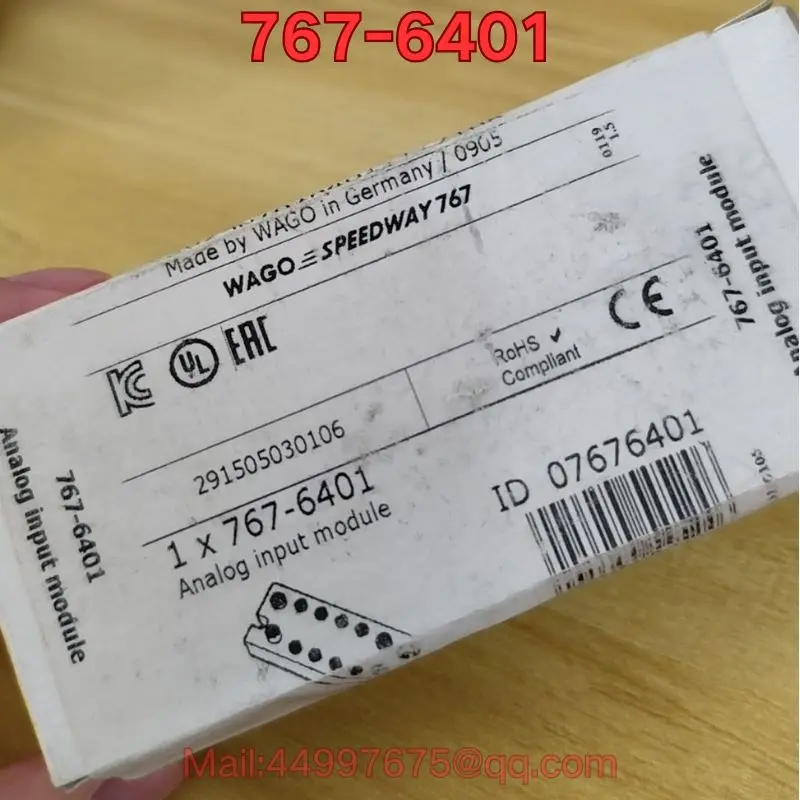 767-6401
Made by WAGO in Germany / 0905
0119
1.5
WAGO SPEEDWAY 767
UL
EAC
CE
RoHS ✓
Compliant
291505030106
1 x 767-6401
Analog input module
ID 07676401
767-6401
Analog input module
767-6401
Analog input module
Mail:44997675@qq.com